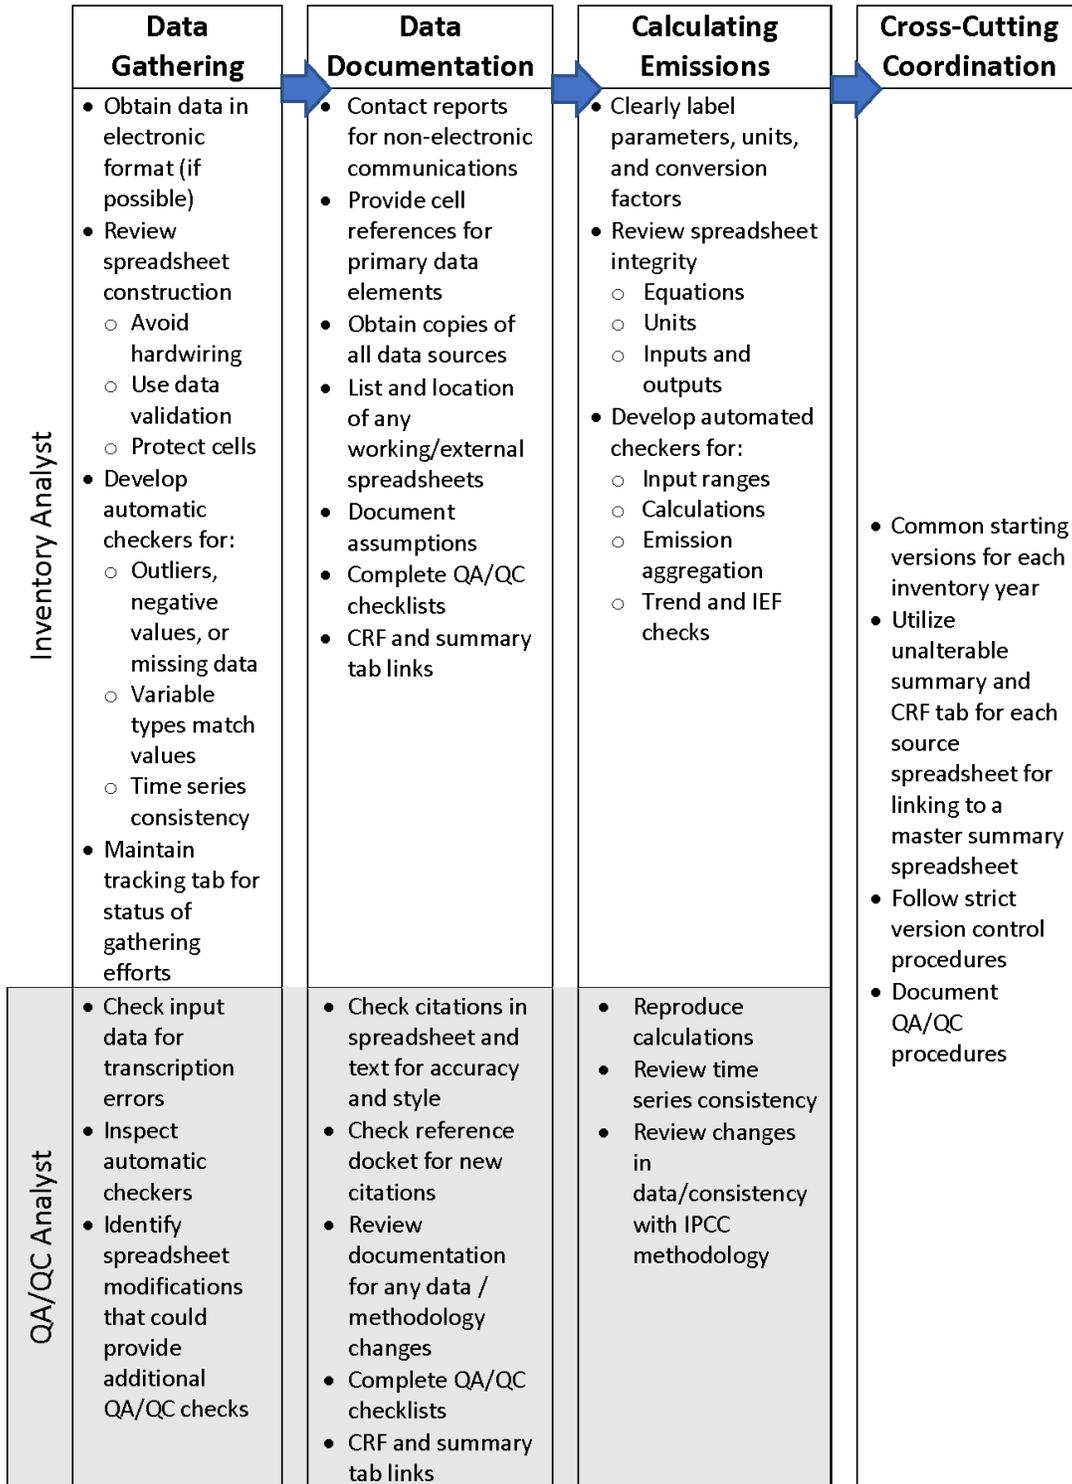 Data
Gathering
Data
Documentation
Calculating
Emissions
Cross-Cutting
Coordination
Inventory Analyst
• Obtain data in
electronic
format (if
possible)
• Review
spreadsheet
construction
o Avoid
hardwiring
o Use data
validation
o Protect cells
• Develop
automatic
checkers for:
o Outliers,
negative
values, or
missing data
o Variable
types match
values
o Time series
consistency
• Maintain
tracking tab for
status of
gathering
efforts
• Contact reports
for non-electronic
communications
• Provide cell
references for
primary data
elements
• Obtain copies of
all data sources
• List and location
of any
working/external
spreadsheets
• Document
assumptions
• Complete QA/QC
checklists
• CRF and summary
tab links
• Clearly label
parameters, units,
and conversion
factors
• Review spreadsheet
integrity
o Equations
o Units
o Inputs and
outputs
• Develop automated
checkers for:
o Input ranges
o Calculations
o Emission
aggregation
o Trend and IEF
checks
• Common starting
versions for each
inventory year
• Utilize
unalterable
summary and
CRF tab for each
source
spreadsheet for
linking to a
master summary
spreadsheet
• Follow strict
version control
procedures
• Document
QA/QC
procedures
QA/QC Analyst
• Check input
data for
transcription
errors
• Inspect
automatic
checkers
• Identify
spreadsheet
modifications
that could
provide
additional
QA/QC checks
• Check citations in
spreadsheet and
text for accuracy
and style
• Check reference
docket for new
citations
• Review
documentation
for any data /
methodology
changes
• Complete QA/QC
checklists
• CRF and summary
tab links
• Reproduce
calculations
• Review time
series consistency
• Review changes
in
data/consistency
with IPCC
methodology